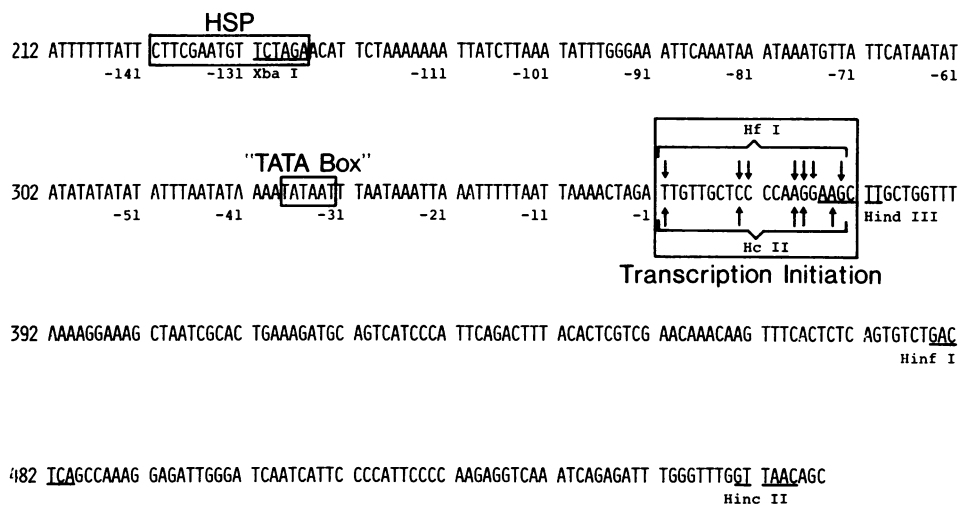 HSP
212 ATTTTTTATT CTTCGAATGT TCTAGAACAT TCTAAAAAAA TTATCTTAAA TATTTGGGAA ATTCAAATAA ATAAATGTTA TTCATAATAT
-141 -131 Xba I -111 -101 -91 -81 -71 -61
Hf I
"TATA Box"
302 ATATATATAT ATTTAATATA AAATATAATT TAATAAATTA AATTTTTAAT TAAAACTAGA TTGTTGCTCC CCAAGGAAGC TTGCTGGTTT
-51 -41 -31 -21 -11 -1 Hind III
Hc II
Transcription Initiation
392 AAAAGGAAAG CTAATCGCAC TGAAAGATGC AGTCATCCCA TTCAGACTTT ACACTCGTCG AACAAACAAG TTTCACTCTC AGTGTCTGAC
Hinf I
482 TCAGCCAAAG GAGATTGGGA TCAATCATTC CCCATTCCCC AAGAGGTCAA ATCAGAGATT TGGGTTTGGT TAACAGC
Hinc II